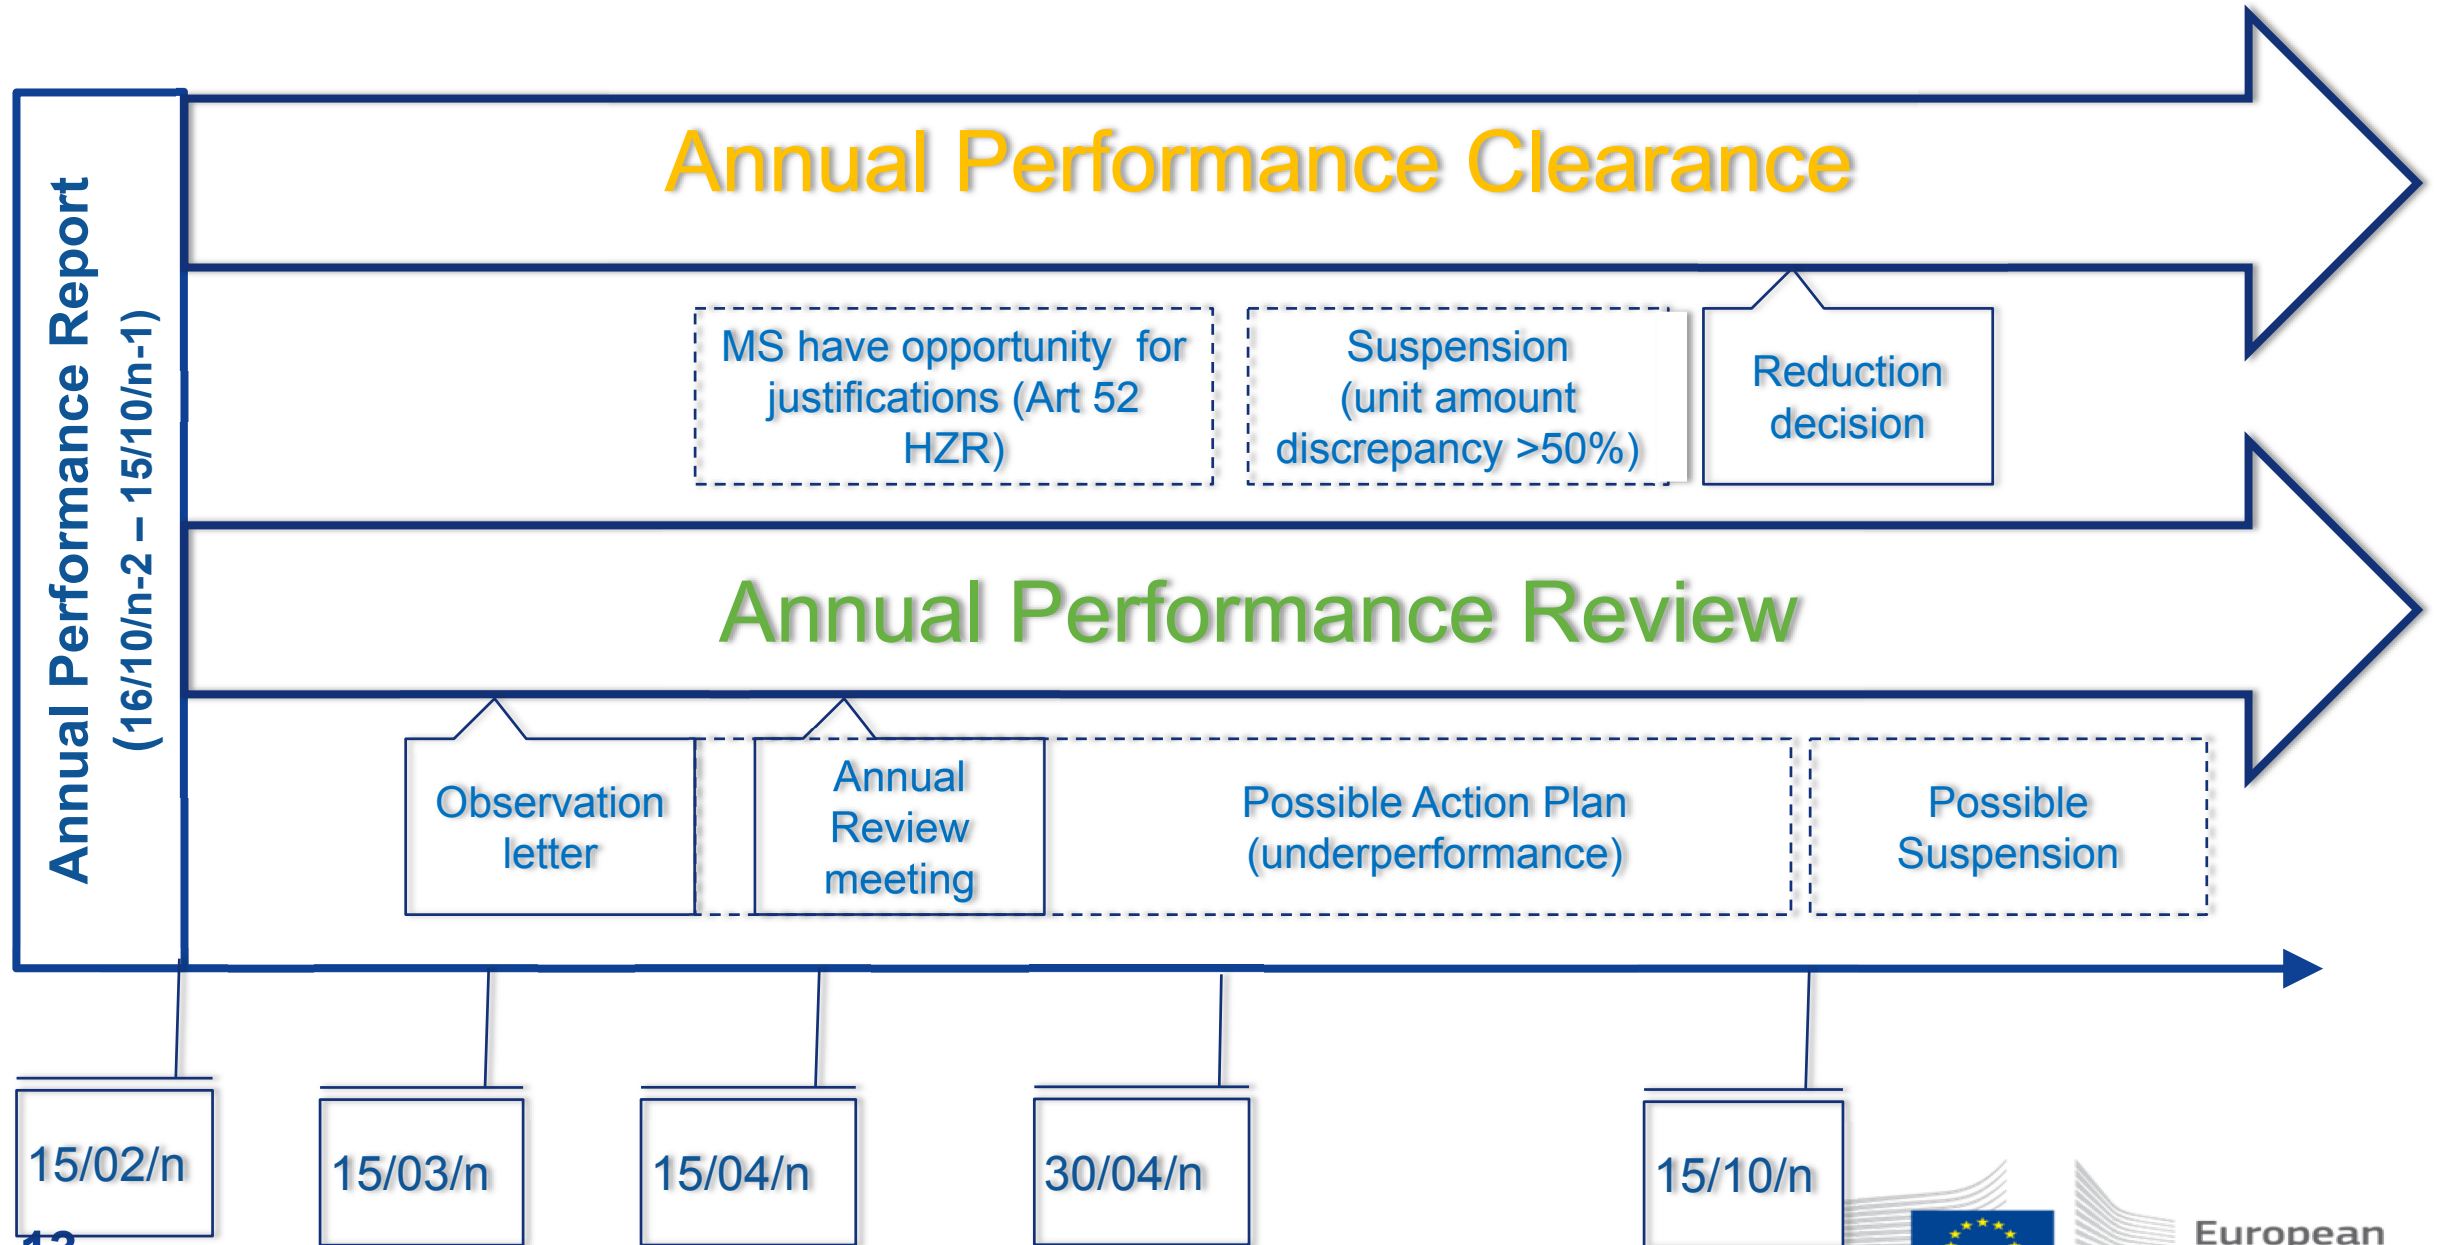 Annual Performance Report
(16/10/n-2 – 15/10/n-1)
Annual Performance Clearance
MS have opportunity for
justifications (Art 52
HZR)
Suspension
(unit amount
discrepancy >50%)
Reduction
decision
Annual Performance Review
Observation
letter
Annual
Review
meeting
Possible Action Plan
(underperformance)
Possible
Suspension
15/02/n
15/03/n
15/04/n
30/04/n
15/10/n
European